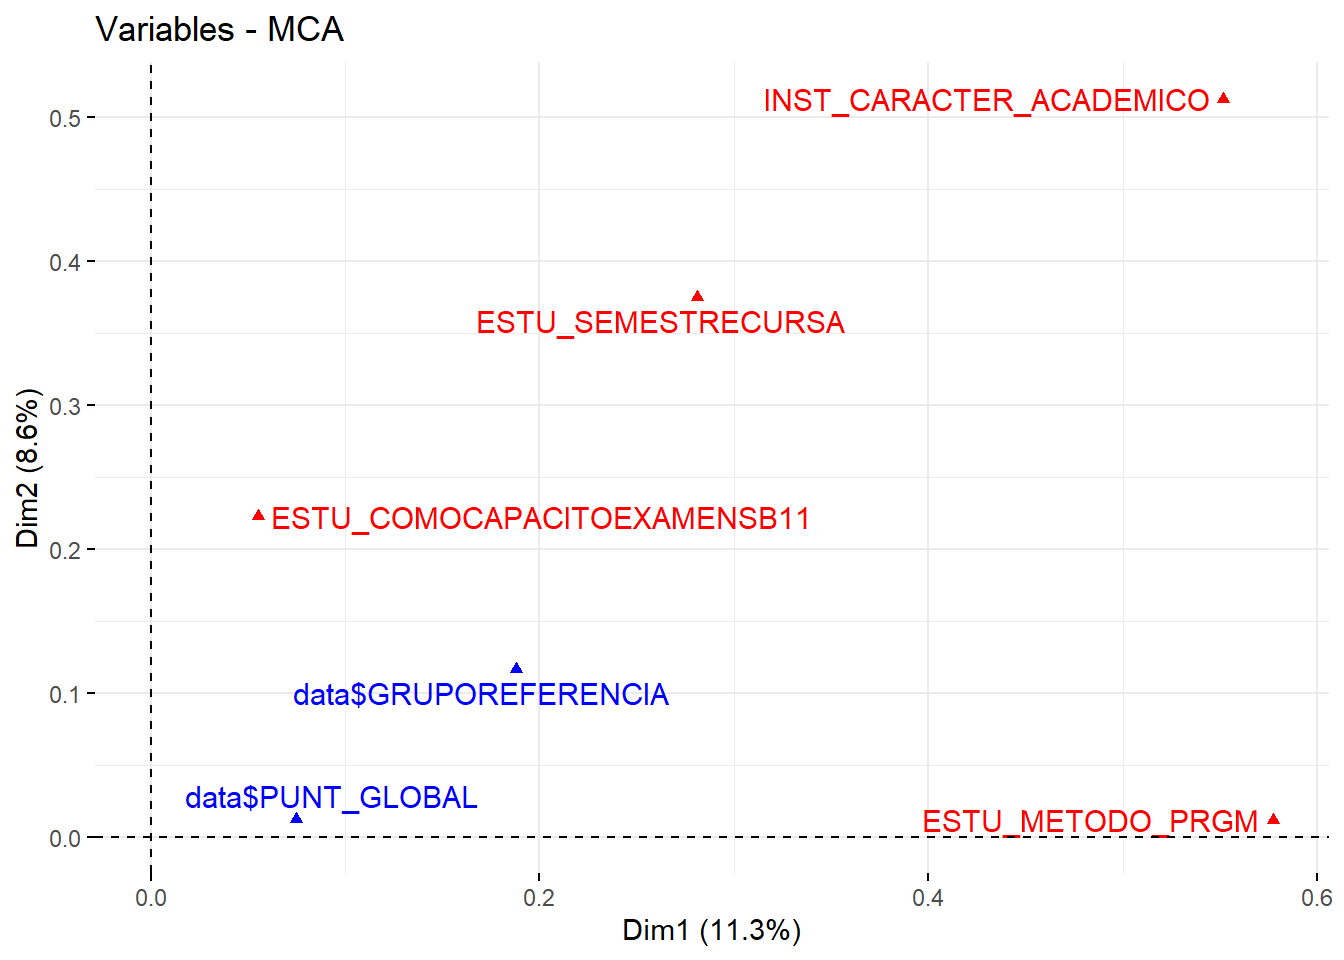 Variables - MCA
INST_CARACTER_ACADEMICO
0.5
0.4
ESTU_SEMESTRECURSA
0.3
Dim2 (8.6%)
ESTU_COMOCAPACITOEXAMENSB11
0.2
data$GRUPOREFERENCIA
0.1
data$PUNT_GLOBAL
ESTU_METODO_PRGM
0.0
0.0 0.2 0.4 0.6
Dim1 (11.3%)